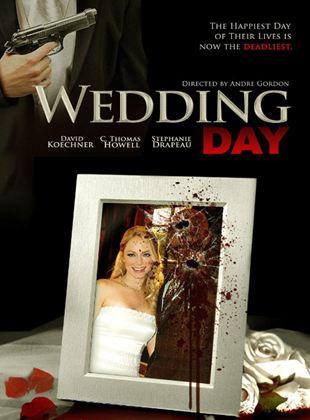 THE HAPPIEST DAY
OF THEIR LIVES IS
NOW THE DEADLIEST.
DIRECTED BY ANDRE GORDON
WEDDING
DAY
DAVID KOECHNER
C. THOMAS HOWELL
STEPHANIE DRAPEAU